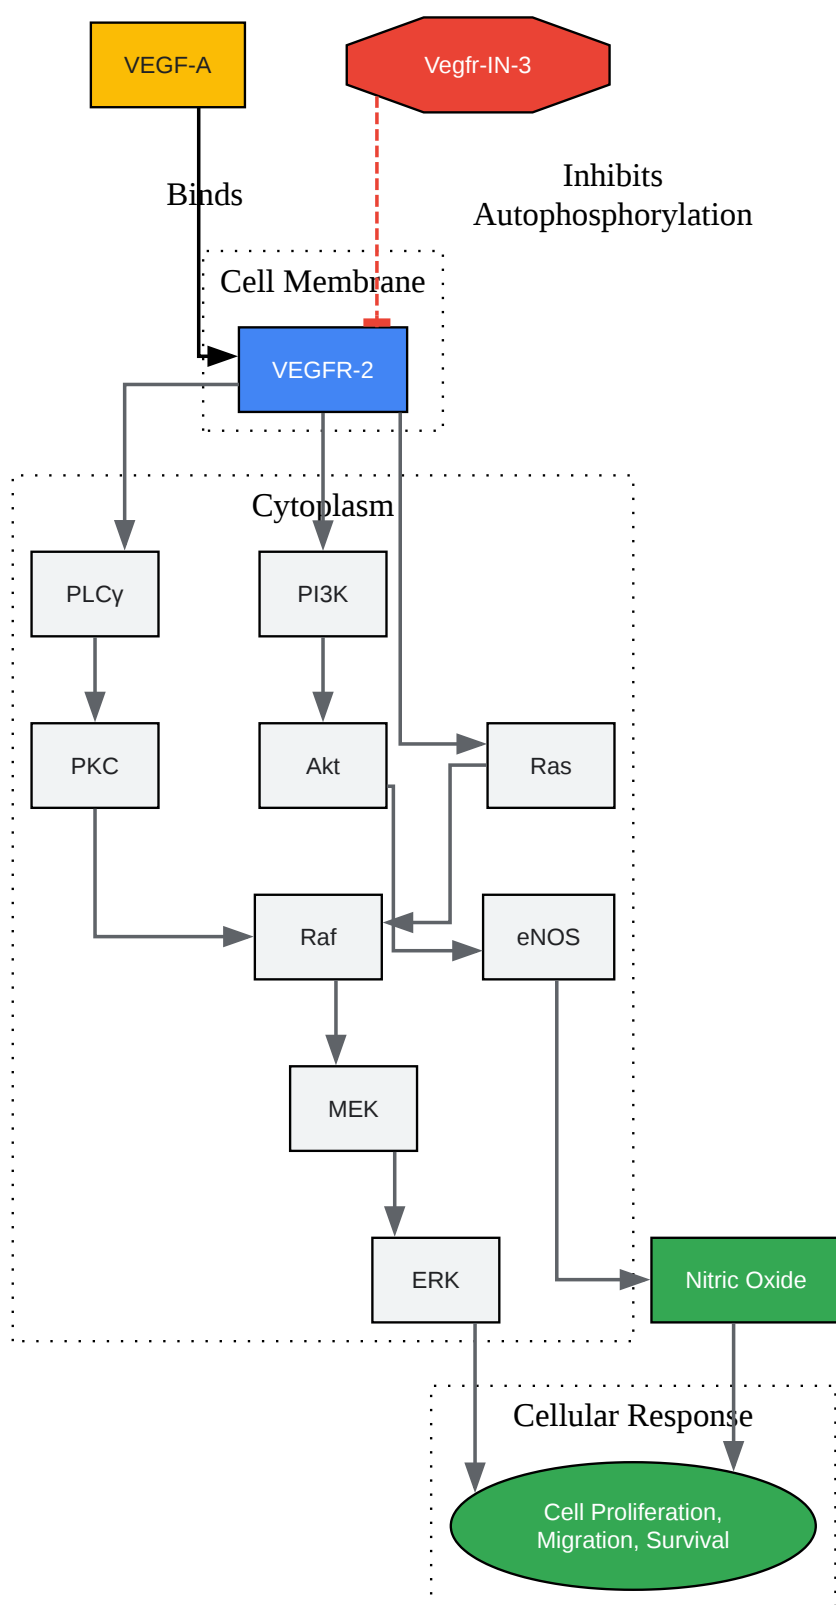 VEGF-A
Vegfr-IN-3
Binds
Inhibits
Autophosphorylation
Cell Membrane
VEGFR-2
Cytoplasm
PLCγ
PI3K
PKC
Akt
Ras
Raf
eNOS
MEK
ERK
Nitric Oxide
Cellular Response
Cell Proliferation,
Migration, Survival